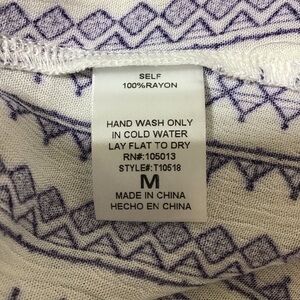 SELF
100%RAYON
HAND WASH ONLY
IN COLD WATER
LAY FLAT TO DRY
RN#:105013
STYLE#:T10518
M
MADE IN CHINA
HECHO EN CHINA